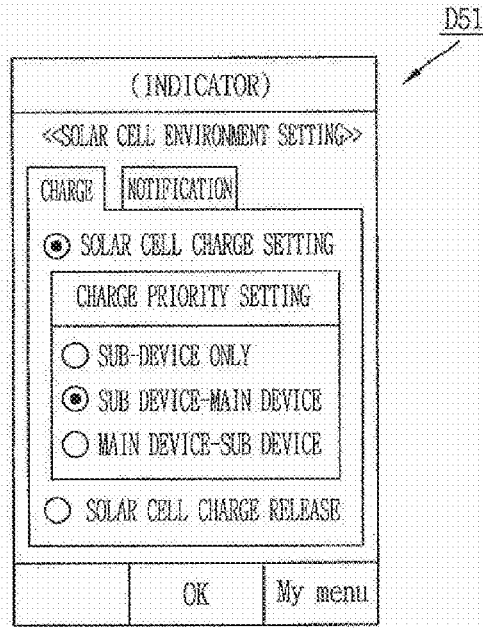 D51
(INDICATOR)
<<SOLAR CELL ENVIRONMENT SETTING>>
CHARGE NOTIFICATION
SOLAR CELL CHARGE SETTING
CHARGE PRIORITY SETTING
SUB-DEVICE ONLY
SUB DEVICE-MAIN DEVICE
MAIN DEVICE-SUB DEVICE
SOLAR CELL CHARGE RELEASE
OK My menu